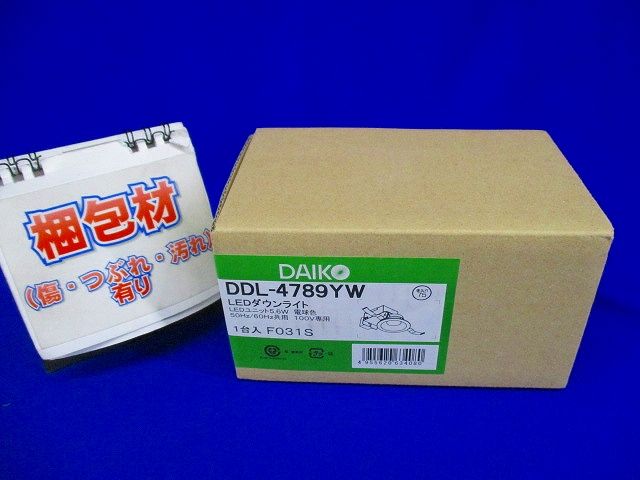 梱包材
(傷・つぶれ・汚れ)
有り
DAIKO
DDL-4789YW
LEDダウンライト
LEDユニット5.6W 電球色
50Hz/60Hz共用 100V専用
1台入 F031S
75